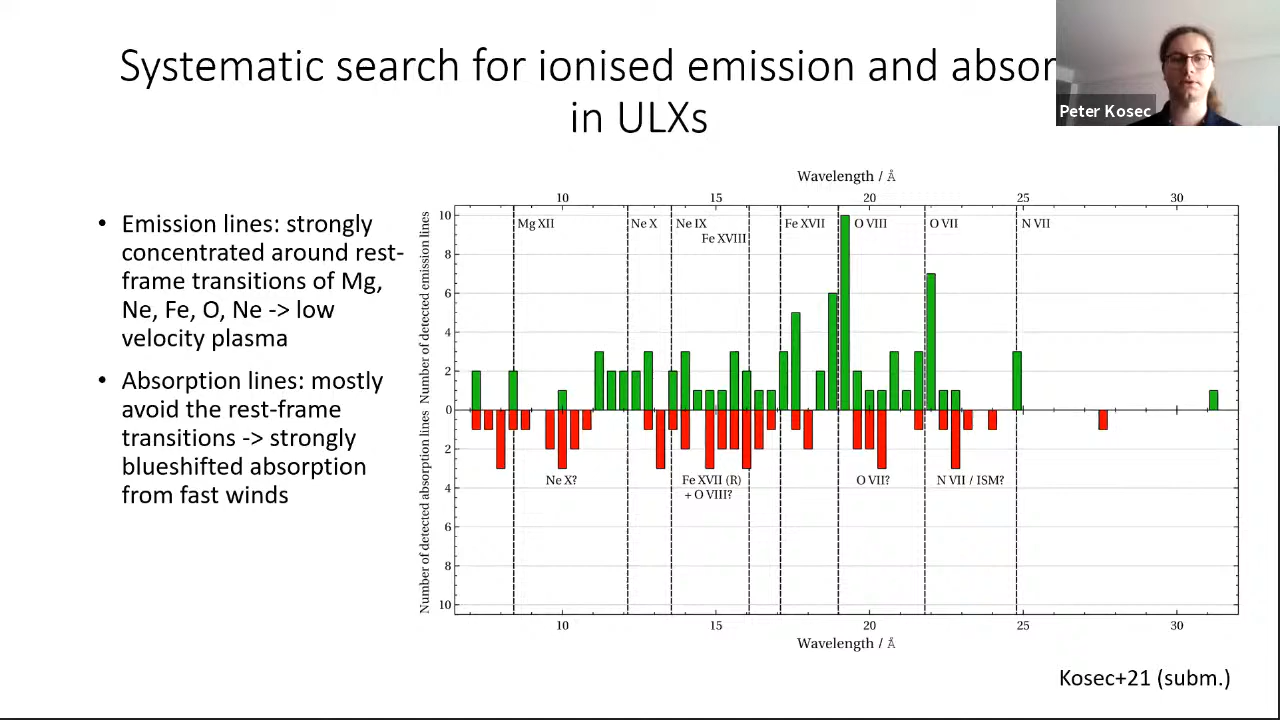 Systematic search for ionised emission and absor
in ULXs
Peter Kosec
• Emission lines: strongly
concentrated around rest-
frame transitions of Mg,
Ne, Fe, O, Ne -> low
velocity plasma
• Absorption lines: mostly
avoid the rest-frame
transitions -> strongly
blueshifted absorption
from fast winds
Wavelength / Å
10 15 20 25 30
Number of detected emission lines
Number of detected absorption lines
10
8
6
4
2
0
2
4
6
8
10
Mg XII Ne X Ne IX Fe XVII O VIII O VII N VII
Fe XVIII
Ne X? Fe XVII (R) O VII? N VII / ISM?
+ O VIII?
10 15 20 25 30
Wavelength / Å
Kosec+21 (subm.)